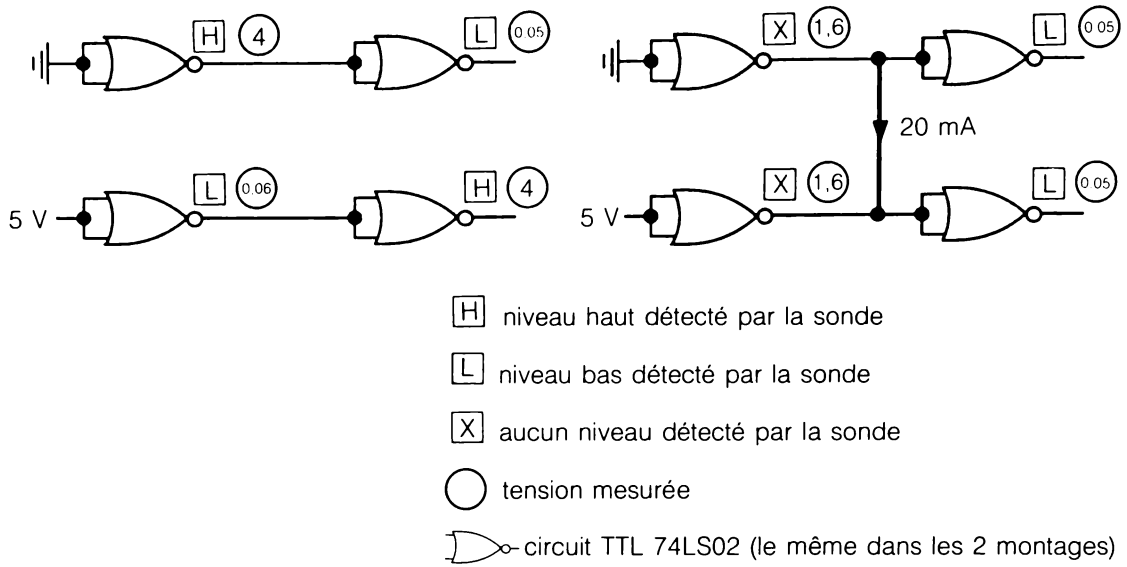 H 4 L 0.05 X 1,6 L 0.05
20 mA
5 V L 0.06 H 4 5 V X 1,6 L 0.05
H niveau haut détecté par la sonde
L niveau bas détecté par la sonde
X aucun niveau détecté par la sonde
tension mesurée
circuit TTL 74LS02 (le même dans les 2 montages)